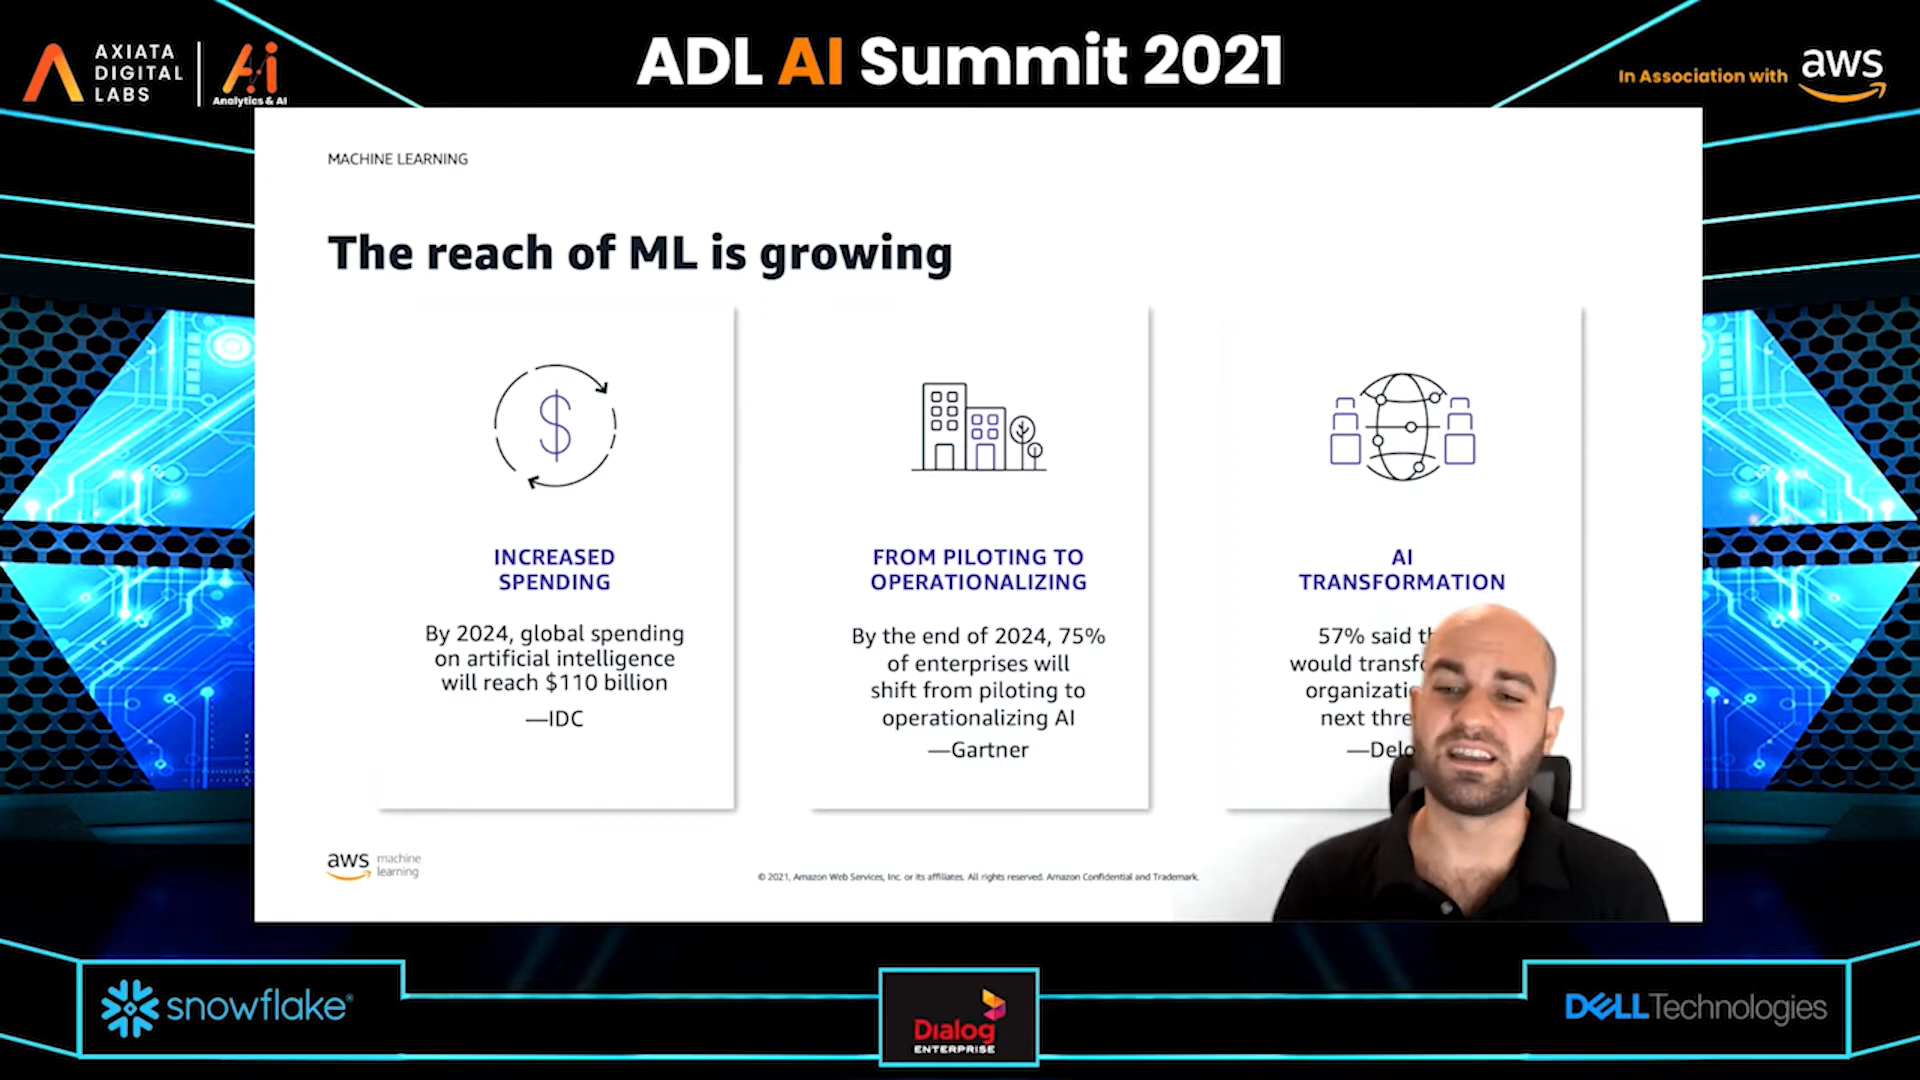 AXIATA
DIGITAL
LABS
Ai
Analytics & AI
ADL AI Summit 2021
In Association with aws
MACHINE LEARNING
The reach of ML is growing
$
INCREASED
SPENDING
By 2024, global spending
on artificial intelligence
will reach $110 billion
—IDC
FROM PILOTING TO
OPERATIONALIZING
By the end of 2024, 75%
of enterprises will
shift from piloting to
operationalizing AI
—Gartner
AI
TRANSFORMATION
57% said
would
next
aws machine
learning
© 2021, Amazon Web Services, Inc. or its affiliates. All rights reserved. Amazon Confidential and Trademark.
snowflake®
Dialog
ENTERPRISE
DELL Technologies